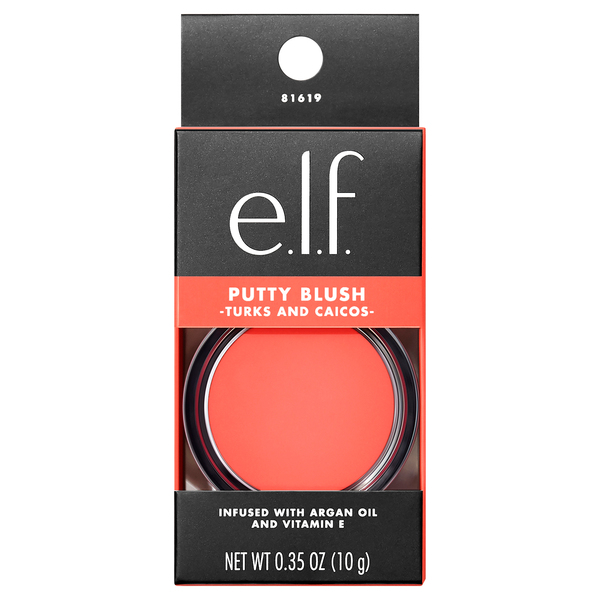 81619
e.l.f.
PUTTY BLUSH
-TURKS AND CAICOS-
INFUSED WITH ARGAN OIL
AND VITAMIN E
NET WT 0.35 OZ (10 g)